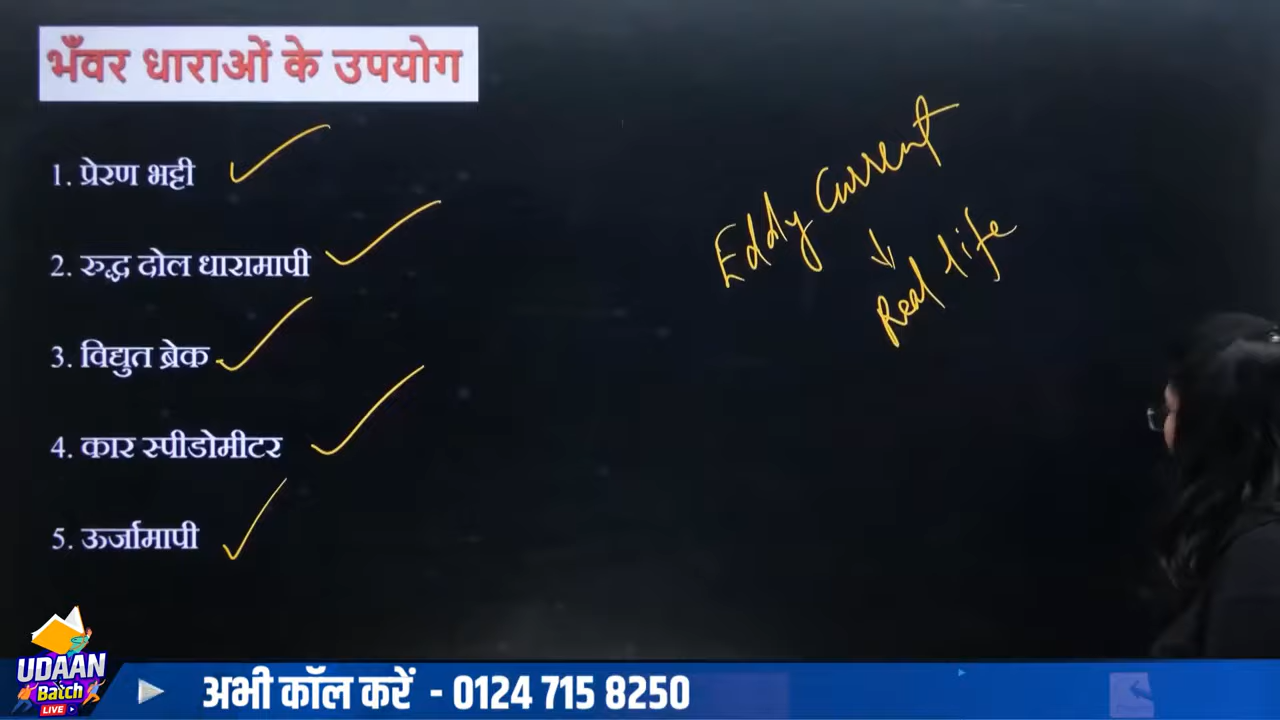 भँवर धाराओं के उपयोग
1. प्रेरण भट्टी
2. रुद्ध दोल धारामापी
3. विद्युत ब्रेक
4. कार स्पीडोमीटर
5. ऊर्जामापी
Eddy Current
Real life
UDAAN
Batch
LIVE
अभी कॉल करें - 0124 715 8250